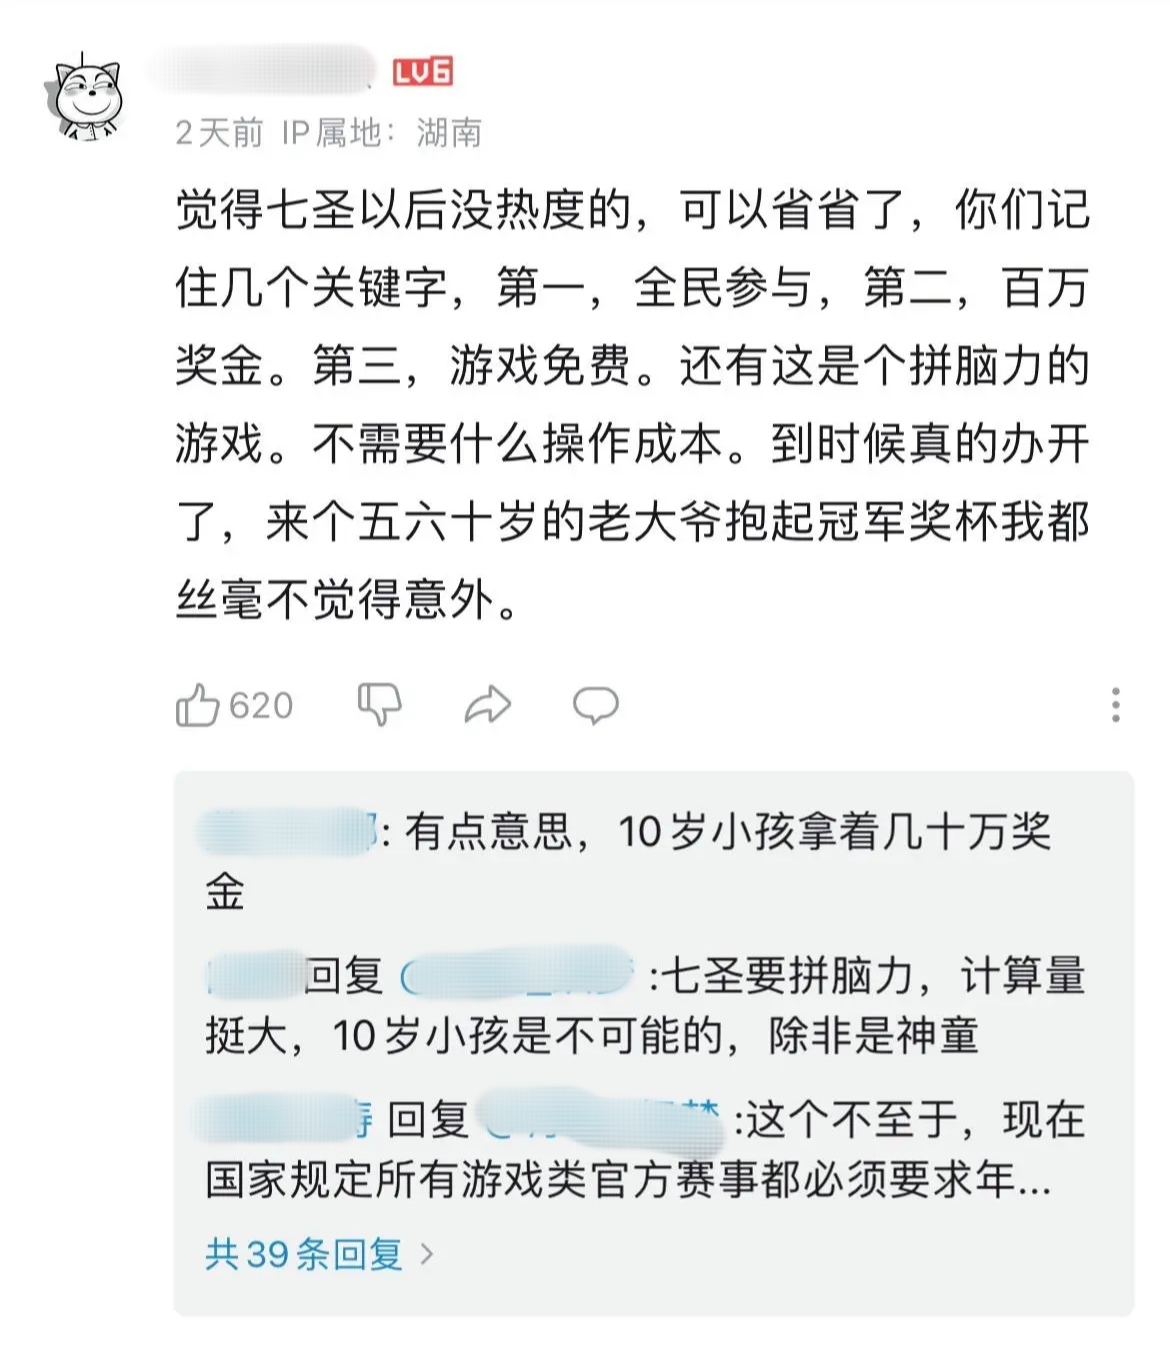 LV6
2天前 IP属地：湖南
觉得七圣以后没热度的，可以省省了，你们记
住几个关键字，第一，全民参与，第二，百万
奖金。第三，游戏免费。还有这是个拼脑力的
游戏。不需要什么操作成本。到时候真的办开
了，来个五六十岁的老大爷抱起冠军奖杯我都
丝毫不觉得意外。
620
: 有点意思，10岁小孩拿着几十万奖
金
回复 :七圣要拼脑力，计算量
挺大，10岁小孩是不可能的，除非是神童
回复 :这个不至于，现在
国家规定所有游戏类官方赛事都必须要求年...
共39条回复 >